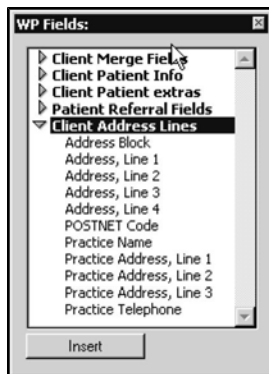 WP Fields:
Client Merge Fields
Client Patient Info
Client Patient extras
Patient Referral Fields
Client Address Lines
Address Block
Address, Line 1
Address, Line 2
Address, Line 3
Address, Line 4
POSTNET Code
Practice Name
Practice Address, Line 1
Practice Address, Line 2
Practice Address, Line 3
Practice Telephone
Insert